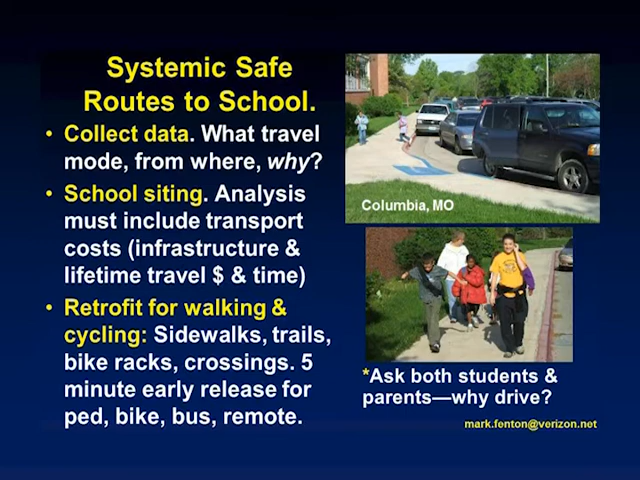 Systemic Safe
Routes to School.
• Collect data. What travel
mode, from where, why?
• School siting. Analysis
must include transport
costs (infrastructure &
lifetime travel $ & time)
• Retrofit for walking &
cycling: Sidewalks, trails,
bike racks, crossings. 5
minute early release for
ped, bike, bus, remote.
Columbia, MO
*Ask both students &
parents—why drive?
mark.fenton@verizon.net